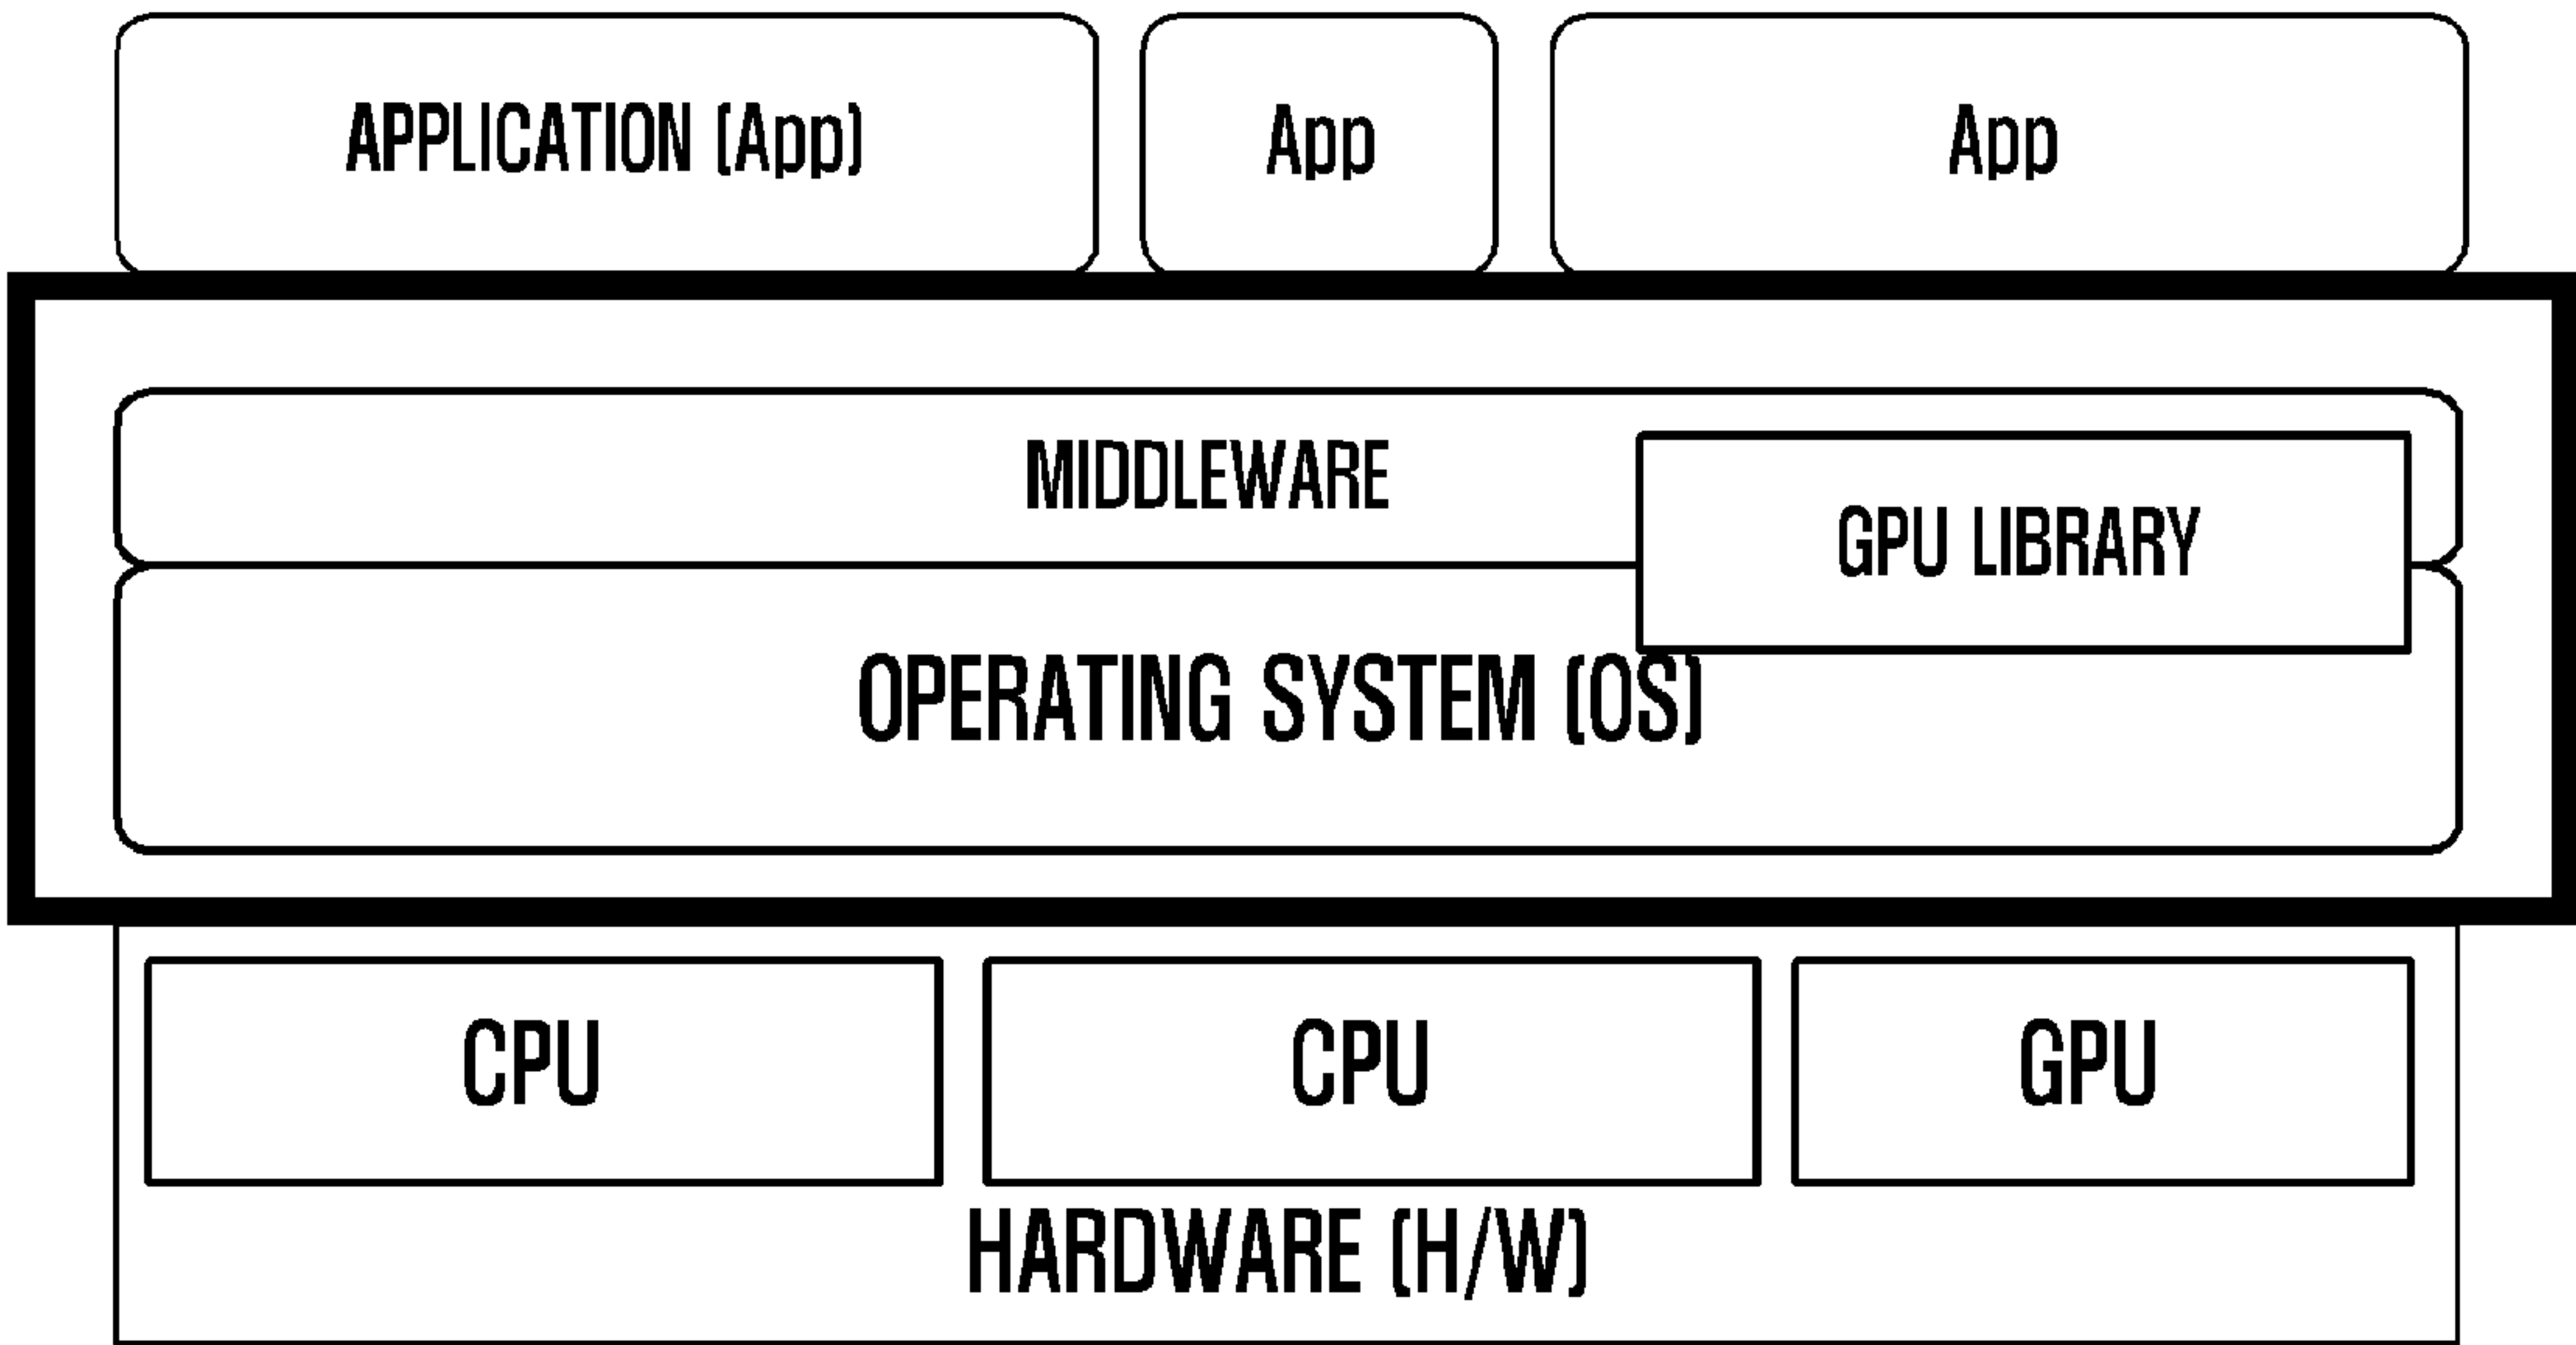 APPLICATION (App)
App
App
MIDDLEWARE
GPU LIBRARY
OPERATING SYSTEM (OS)
CPU
CPU
GPU
HARDWARE (H/W)